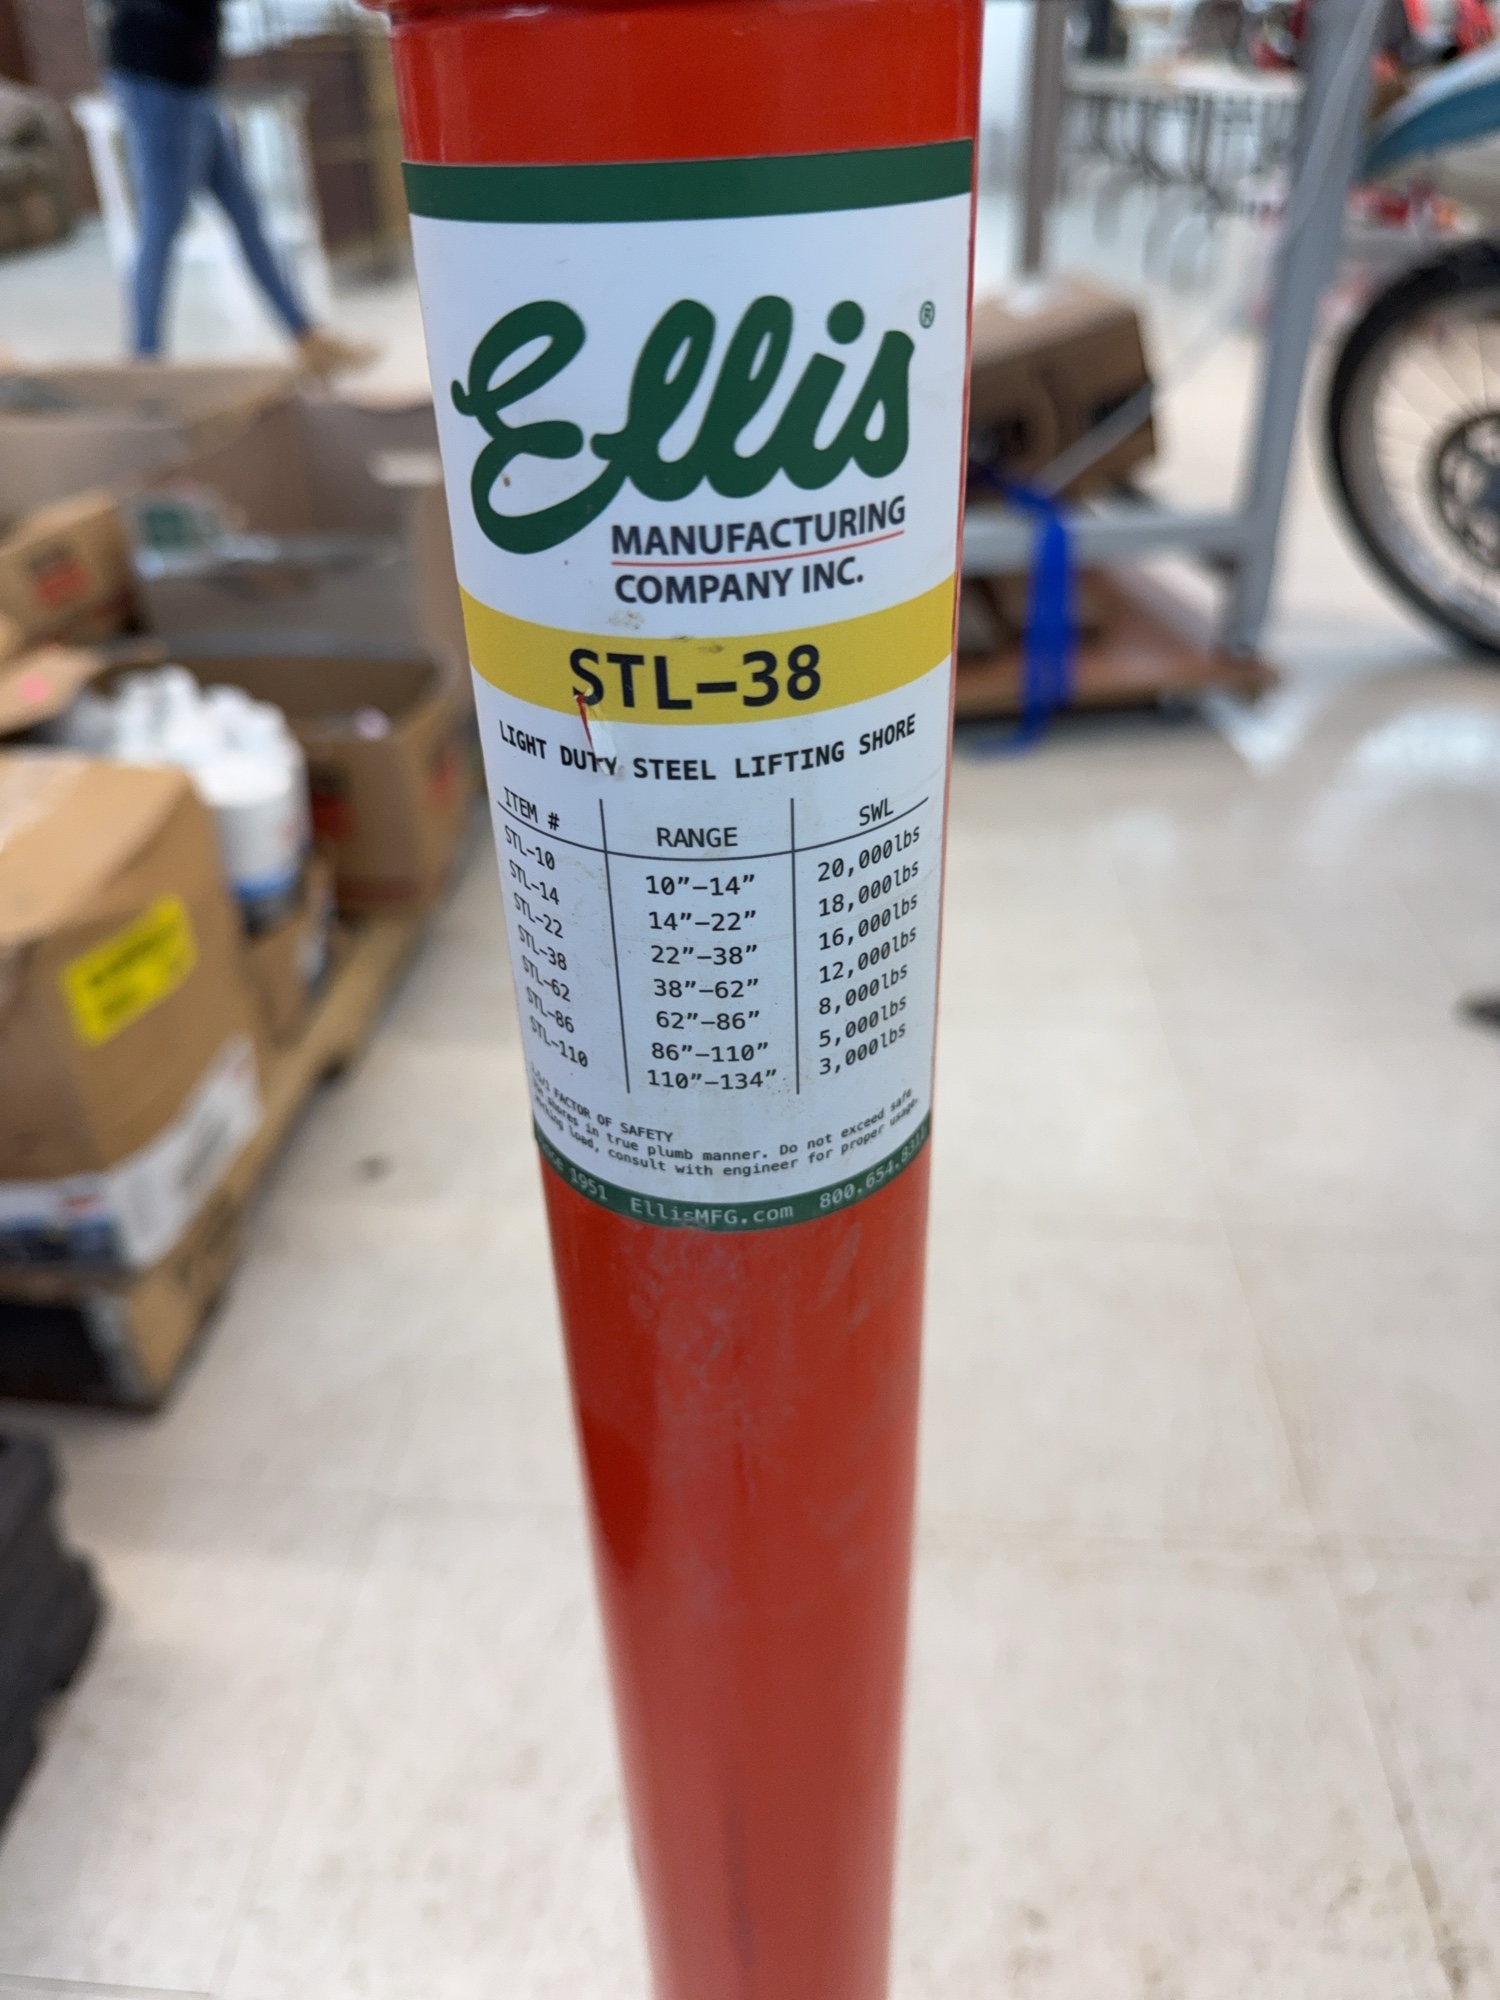 Ellis®
MANUFACTURING
COMPANY INC.
STL-38
LIGHT DUTY STEEL LIFTING SHORE
ITEM # RANGE SWL
STL-10 10"-14" 20,000lbs
STL-14 14"-22" 18,000lbs
STL-22 22"-38" 16,000lbs
STL-38 38"-62" 12,000lbs
STL-62 62"-86" 8,000lbs
STL-86 86"-110" 5,000lbs
STL-110 110"-134" 3,000lbs
FACTOR OF SAFETY
shores in true plumb manner. Do not exceed safe
load, consult with engineer for proper usage.
1951 EllisMFG.com 800.654.